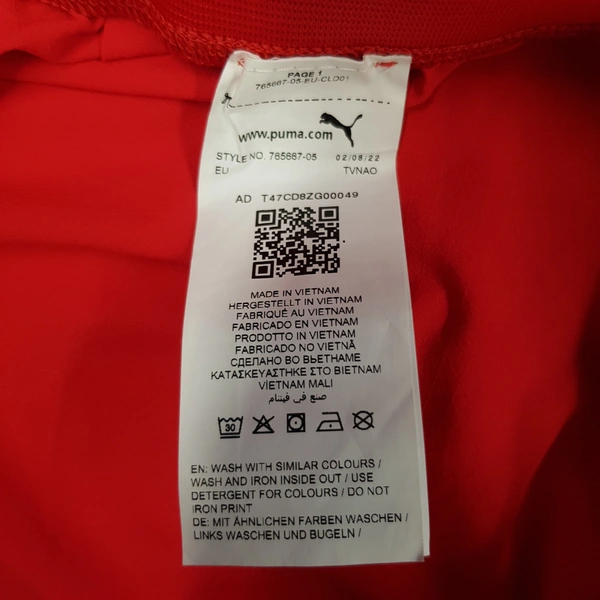 PAGE 1
765667-05-EU-CLO01
www.puma.com
STYLE NO. 765667-05 02/08/22
EU TVNAO
AD T47CD8ZG00049
MADE IN VIETNAM
HERGESTELLT IN VIETNAM
FABRIQUÉ AU VIETNAM
FABRICADO EN VIETNAM
PRODOTTO IN VIETNAM
FABRICADO NO VIETNÃ
СДЕЛАНО ВО ВЬЕТНАМЕ
ΚΑΤΑΣΚΕΥΑΣΤΗΚΕ ΣΤΟ ΒΙΕΤΝΑΜ
VİETNAM MALI
صنع في فيتنام
30
EN: WASH WITH SIMILAR COLOURS /
WASH AND IRON INSIDE OUT / USE
DETERGENT FOR COLOURS / DO NOT
IRON PRINT
DE: MIT ÄHNLICHEN FARBEN WASCHEN /
LINKS WASCHEN UND BUGELN /